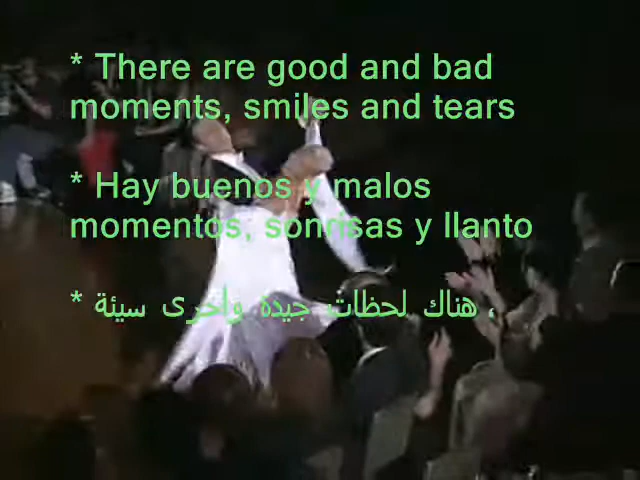 * There are good and bad
moments, smiles and tears
* Hay buenos y malos
momentos, sonrisas y llanto
* هناك لحظات جيدة وأخرى سيئة ،